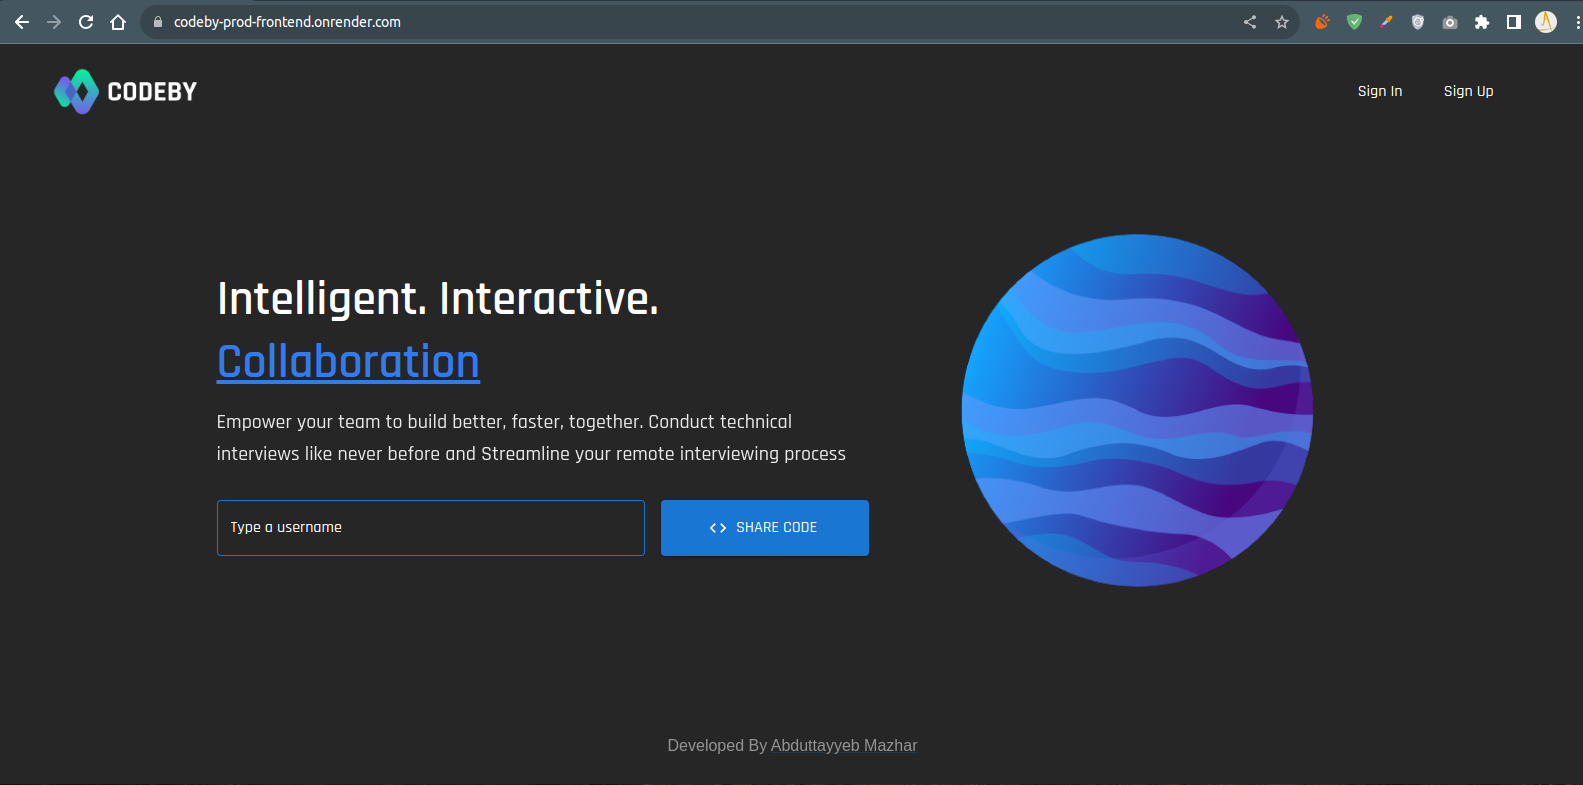 codeby-prod-frontend.onrender.com
CODEBY
Sign In
Sign Up
Intelligent. Interactive.
Collaboration
Empower your team to build better, faster, together. Conduct technical
interviews like never before and Streamline your remote interviewing process
Type a username
<> SHARE CODE
Developed By Abduttayyeb Mazhar